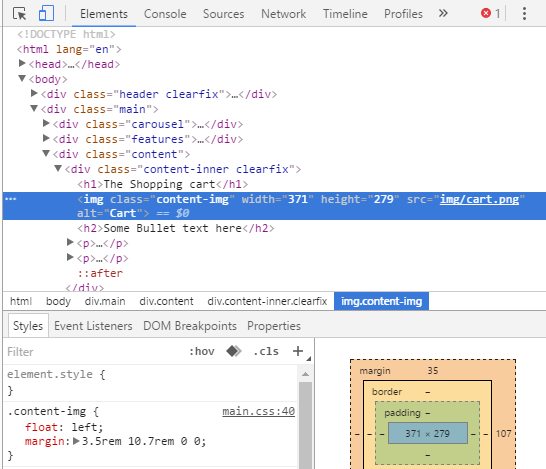 Elements Console Sources Network Timeline Profiles » 1
<!DOCTYPE html>
<html lang="en">
<head>…</head>
<body>
<div class="header clearfix">…</div>
<div class="main">
<div class="carousel">…</div>
<div class="features">…</div>
<div class="content">
<div class="content-inner clearfix">
<h1>The Shopping cart</h1>
… <img class="content-img" width="371" height="279" src="img/cart.png"
alt="Cart"> == $0
<h2>Some Bullet text here</h2>
<p>…</p>
<p>…</p>
::after
</div>
html body div.main div.content div.content-inner.clearfix img.content-img
Styles Event Listeners DOM Breakpoints Properties
Filter :hov .cls +
element.style {
}
.content-img { main.css:40
float: left;
margin: 3.5rem 10.7rem 0 0;
}
margin 35
border –
padding –
– – – 371 × 279 – – 107
–
–